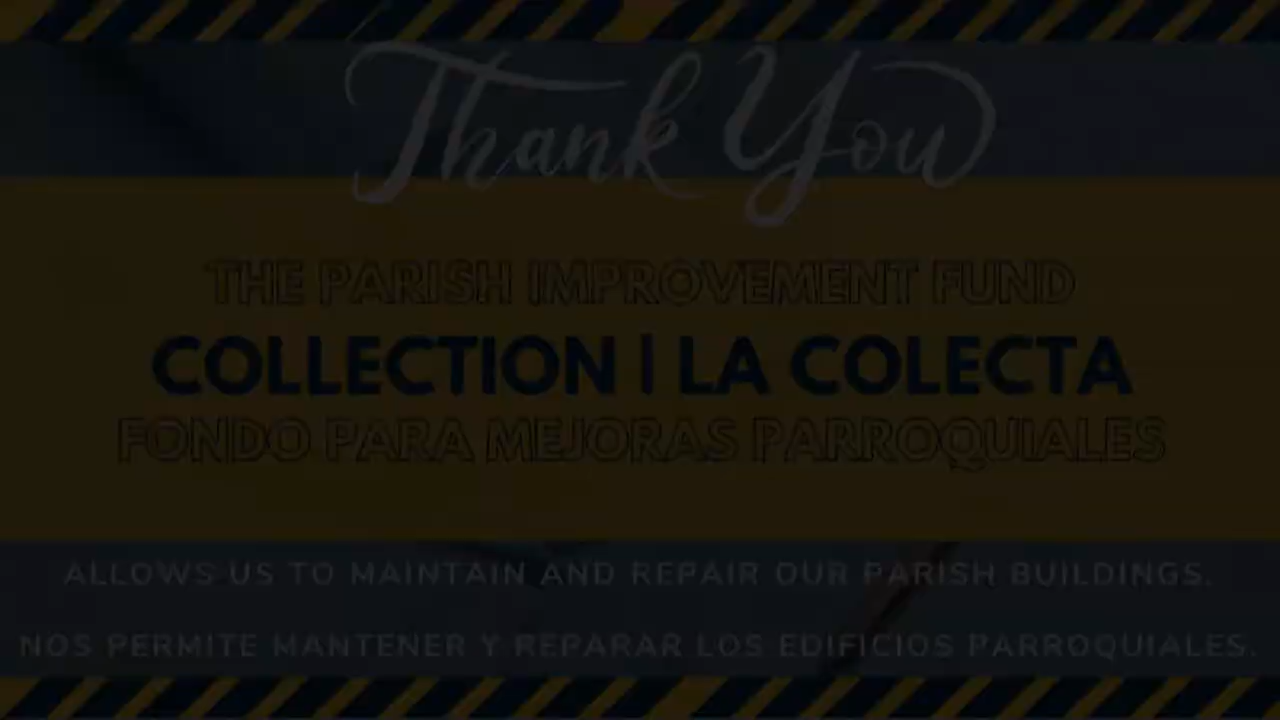 Thank You
THE PARISH IMPROVEMENT FUND
COLLECTION | LA COLECTA
FONDO PARA MEJORAS PARROQUIALES
ALLOWS US TO MAINTAIN AND REPAIR OUR PARISH BUILDINGS.
NOS PERMITE MANTENER Y REPARAR LOS EDIFICIOS PARROQUIALES.